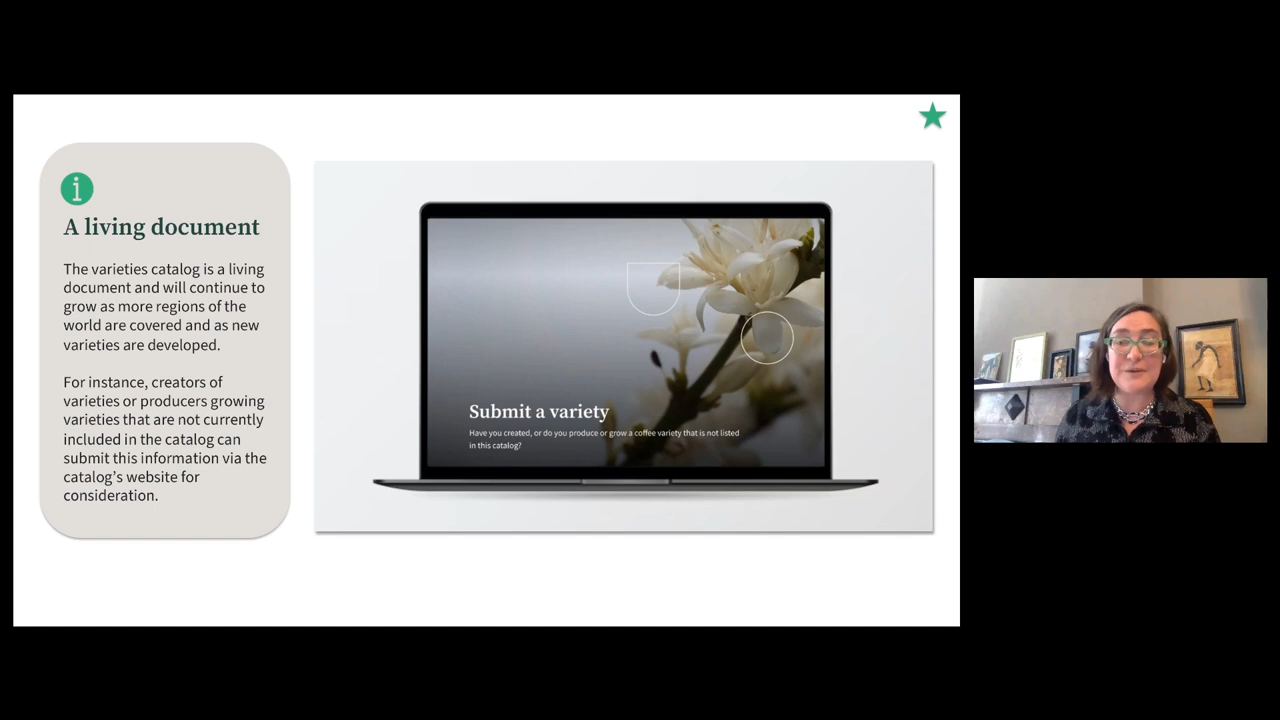 A living document
The varieties catalog is a living
document and will continue to
grow as more regions of the
world are covered and as new
varieties are developed.
For instance, creators of
varieties or producers growing
varieties that are not currently
included in the catalog can
submit this information via the
catalog’s website for
consideration.
Submit a variety
Have you created, or do you produce or grow a coffee variety that is not listed
in this catalog?